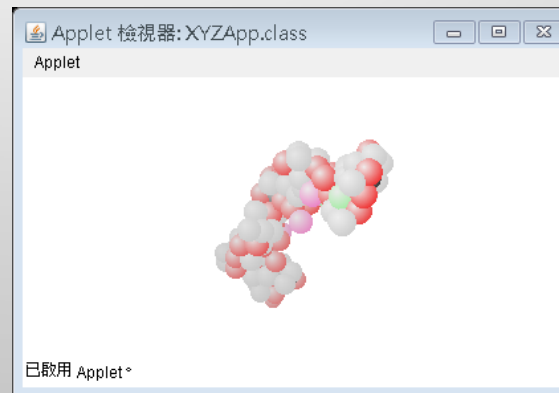 Applet 檢視器: XYZApp.class
Applet
已啟用 Applet。